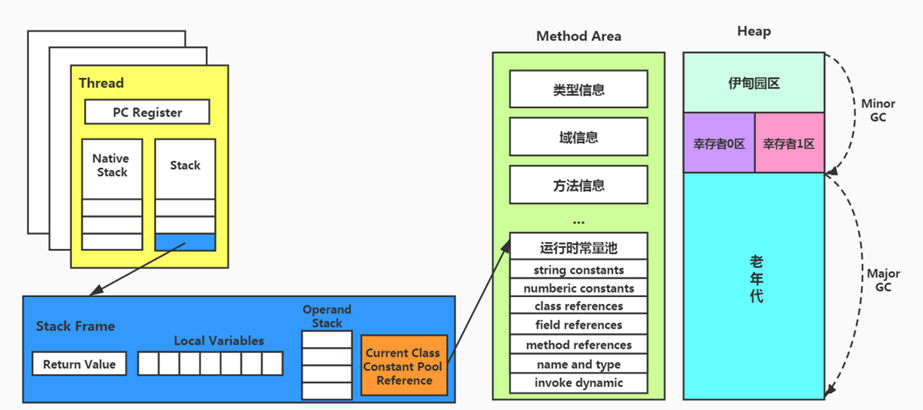 Thread
PC Register
Native
Stack
Stack
Stack Frame
Return Value
Local Variables
Operand
Stack
Current Class
Constant Pool
Reference
Method Area
类型信息
域信息
方法信息
...
运行时常量池
string constants
numberic constants
class references
field references
method references
name and type
invoke dynamic
Heap
伊甸园区
幸存者0区
幸存者1区
老
年
代
Minor
GC
Major
GC